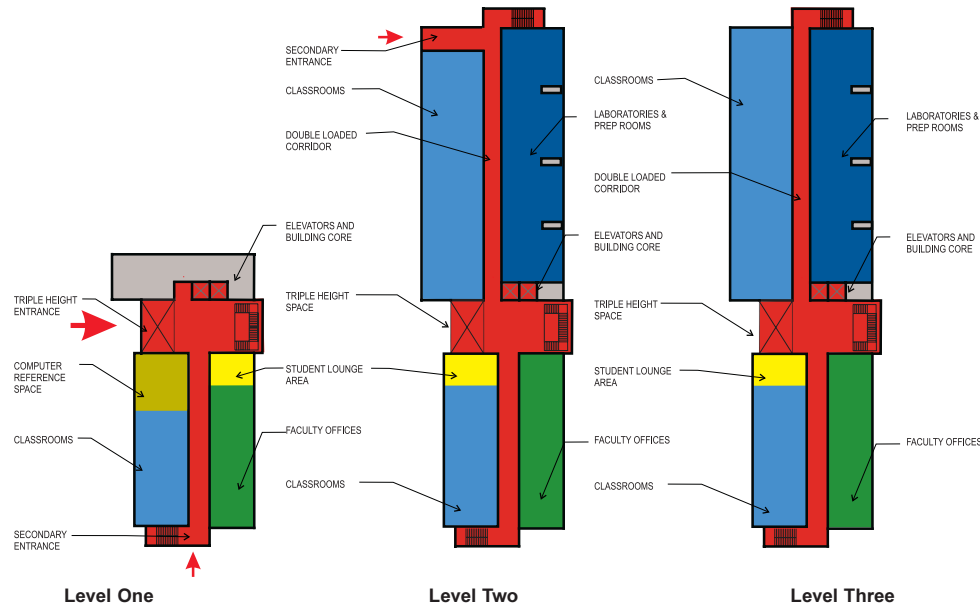 ELEVATORS AND
BUILDING CORE
TRIPLE HEIGHT
ENTRANCE
COMPUTER
REFERENCE
SPACE
CLASSROOMS
SECONDARY
ENTRANCE
Level One
SECONDARY
ENTRANCE
CLASSROOMS
DOUBLE LOADED
CORRIDOR
TRIPLE HEIGHT
SPACE
STUDENT LOUNGE
AREA
FACULTY OFFICES
CLASSROOMS
Level Two
LABORATORIES &
PREP ROOMS
ELEVATORS AND
BUILDING CORE
CLASSROOMS
DOUBLE LOADED
CORRIDOR
TRIPLE HEIGHT
SPACE
STUDENT LOUNGE
AREA
FACULTY OFFICES
CLASSROOMS
Level Three
LABORATORIES &
PREP ROOMS
ELEVATORS AND
BUILDING CORE
FACULTY OFFICES